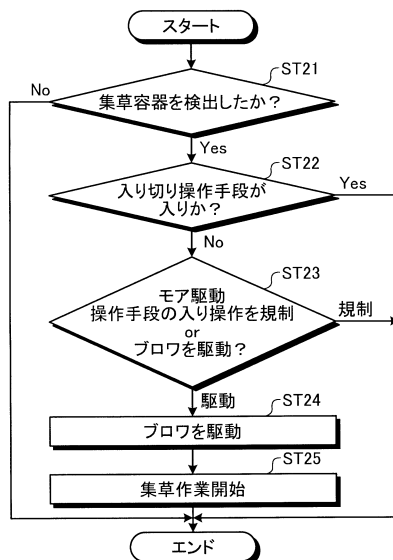 スタート
ST21
No
集草容器を検出したか？
Yes
ST22
入り切り操作手段が
入りか？
Yes
No
ST23
モア駆動
操作手段の入り操作を規制
or
ブロワを駆動？
規制
駆動
ST24
ブロワを駆動
ST25
集草作業開始
エンド